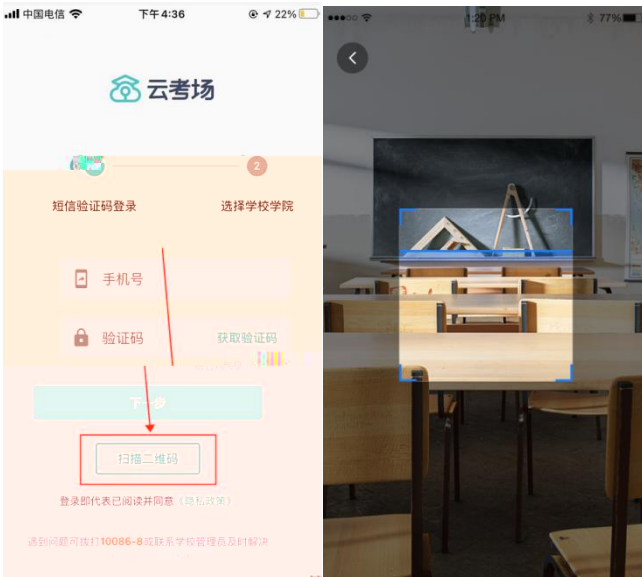 中国电信 下午4:36 22%
云考场
2
短信验证码登录 选择学校学院
手机号
验证码 获取验证码
下一步
扫描二维码
登录即代表已阅读并同意《隐私政策》
遇到问题可拨打10086-8或联系学校管理员及时解决
1:20 PM 77%